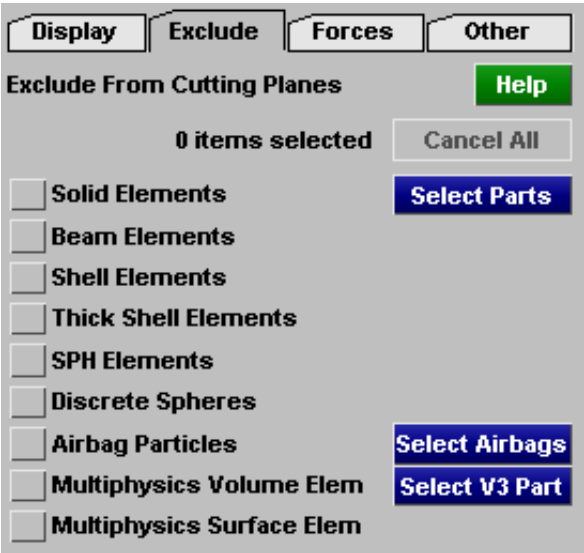 Display Exclude Forces Other
Exclude From Cutting Planes Help
0 items selected Cancel All
Solid Elements Select Parts
Beam Elements
Shell Elements
Thick Shell Elements
SPH Elements
Discrete Spheres
Airbag Particles Select Airbags
Multiphysics Volume Elem Select V3 Part
Multiphysics Surface Elem